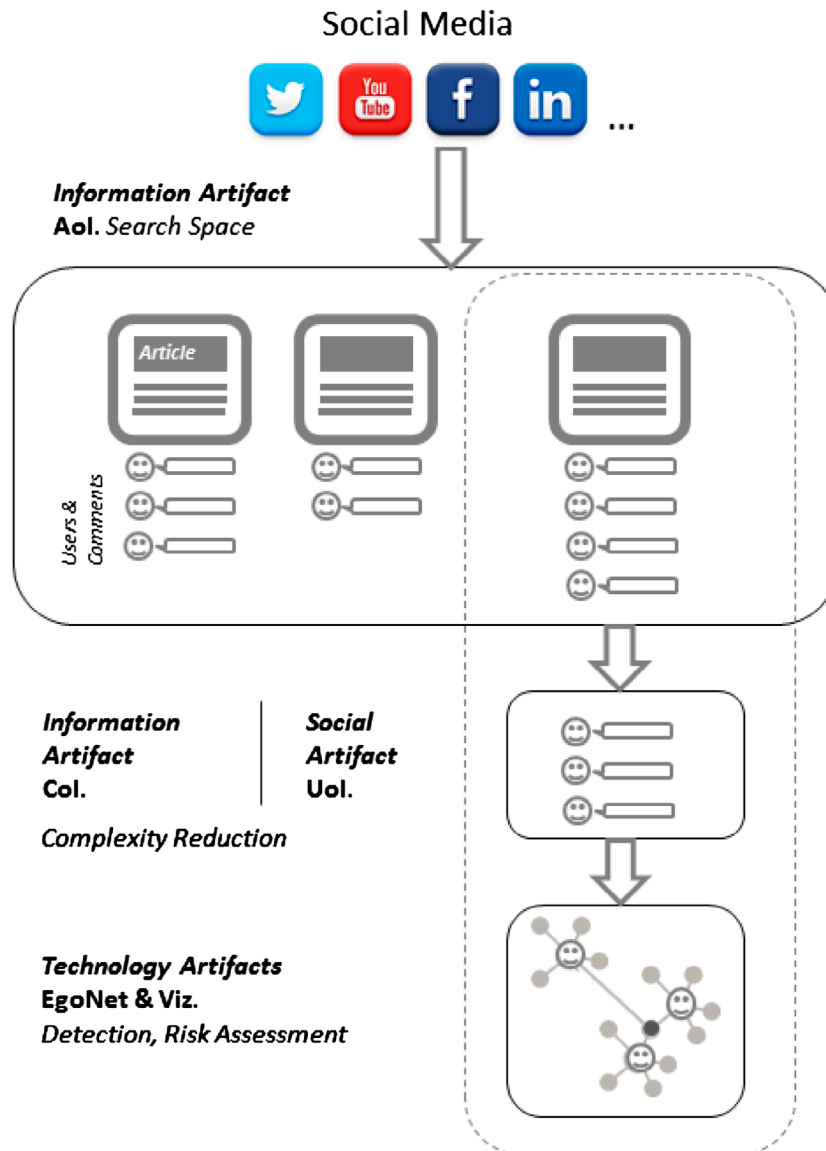 Social Media
You
Tube
f
in
...
Information Artifact
AoI. Search Space
Article
Users &
Comments
Information
Artifact
CoI.
Social
Artifact
UoI.
Complexity Reduction
Technology Artifacts
EgoNet & Viz.
Detection, Risk Assessment